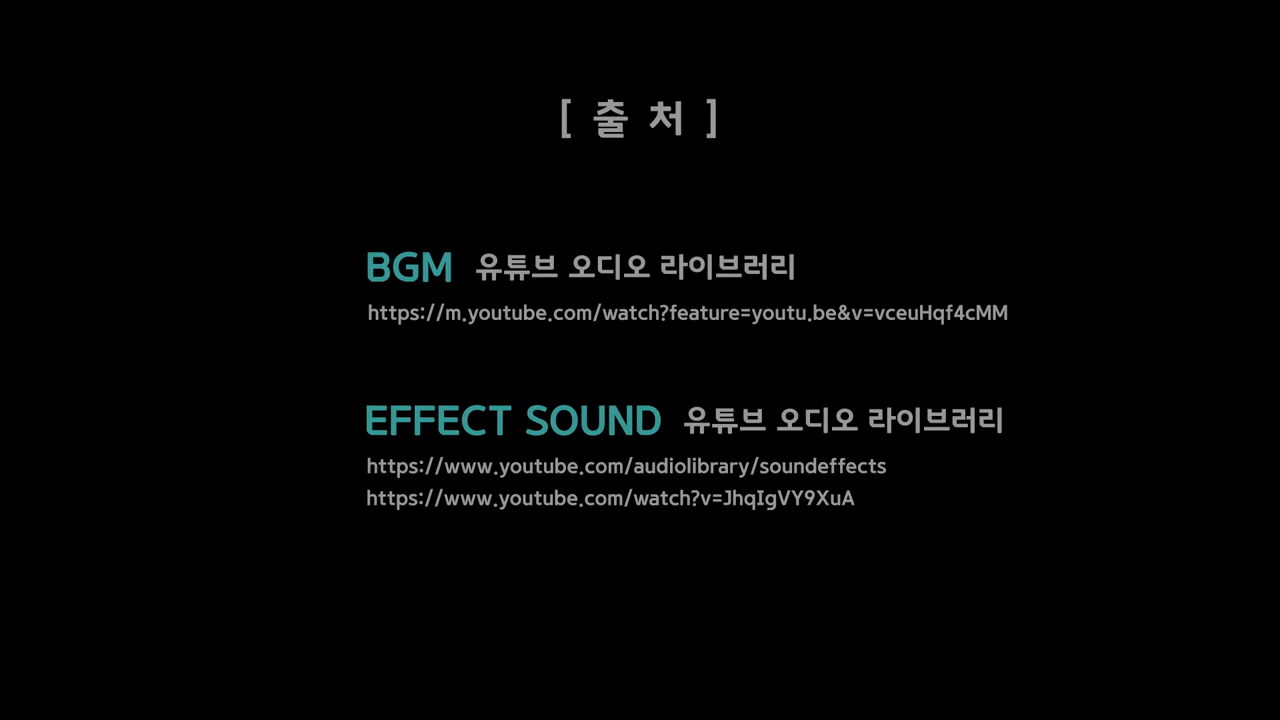 [ 출 처 ]
BGM 유튜브 오디오 라이브러리
https://m.youtube.com/watch?feature=youtu.be&v=vceuHqf4cMM
EFFECT SOUND 유튜브 오디오 라이브러리
https://www.youtube.com/audiolibrary/soundeffects
https://www.youtube.com/watch?v=JhqIgVY9XuA